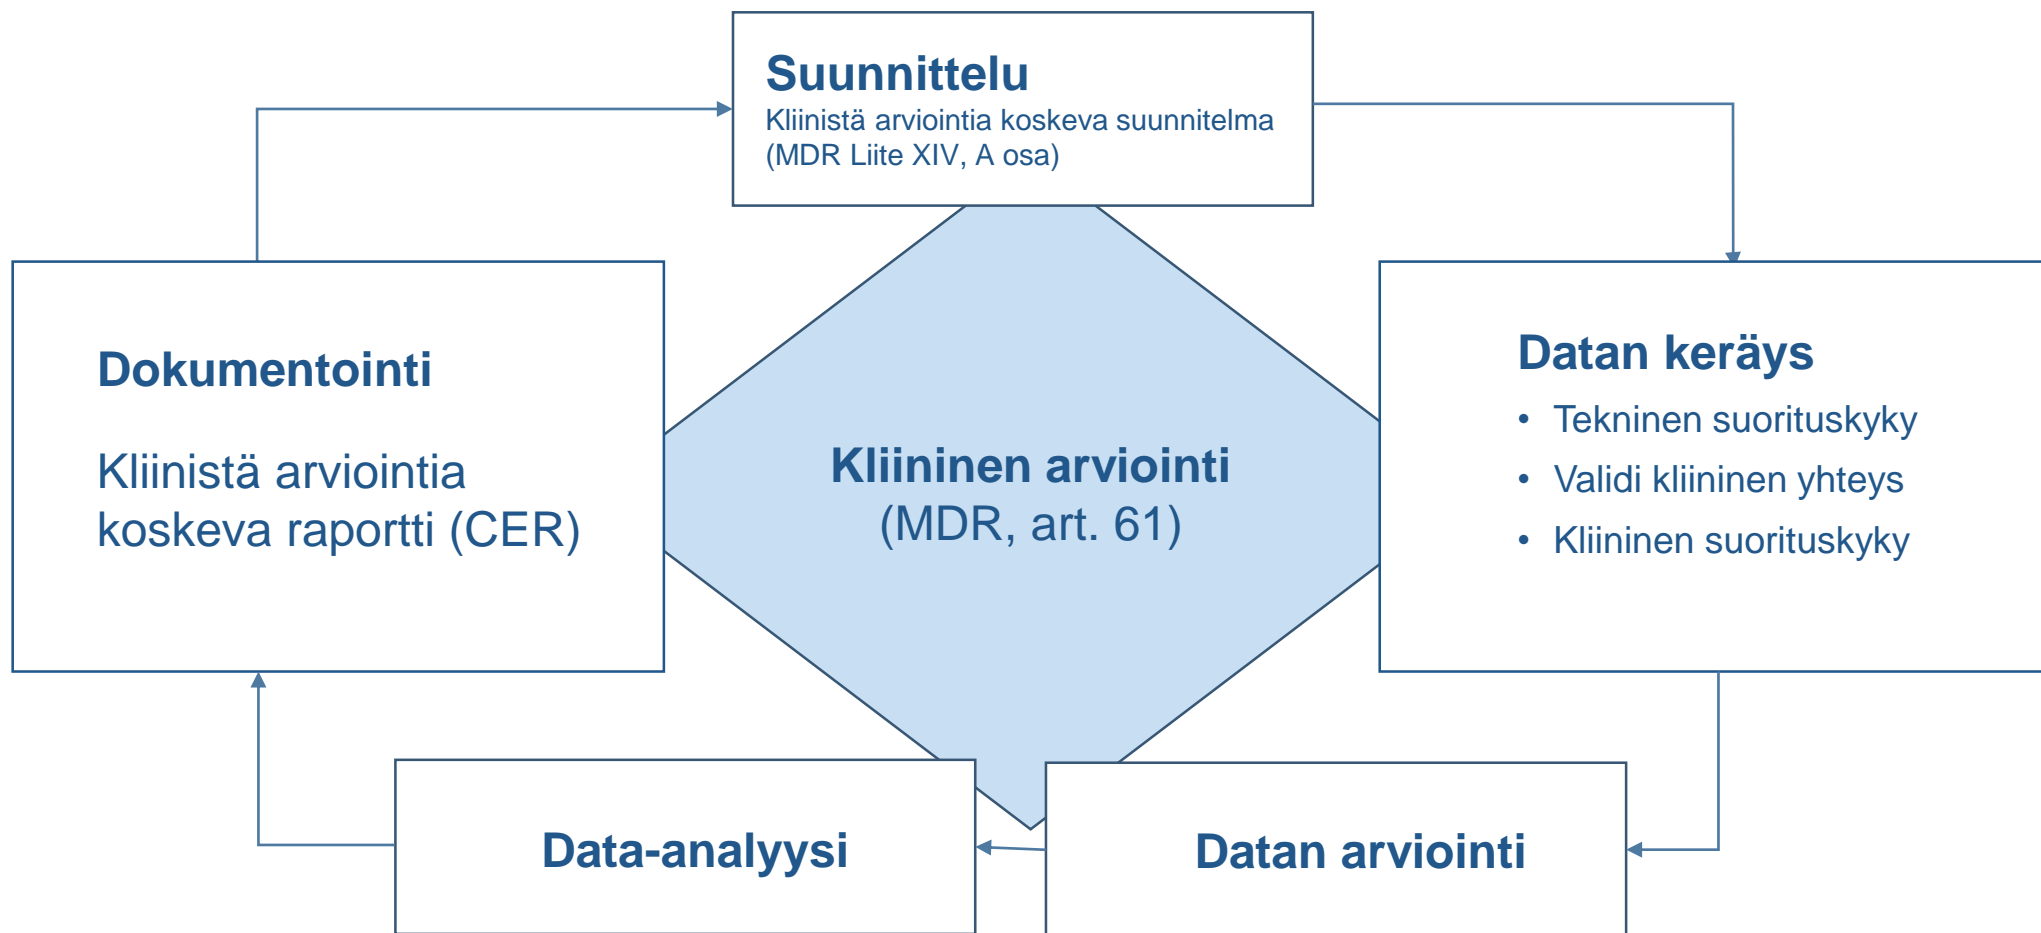 Suunnittelu
Kliinistä arviointia koskeva suunnitelma
(MDR Liite XIV, A osa)
Dokumentointi
Kliinistä arviointia
koskeva raportti (CER)
Kliininen arviointi
(MDR, art. 61)
Datan keräys
• Tekninen suorituskyky
• Validi kliininen yhteys
• Kliininen suorituskyky
Data-analyysi
Datan arviointi